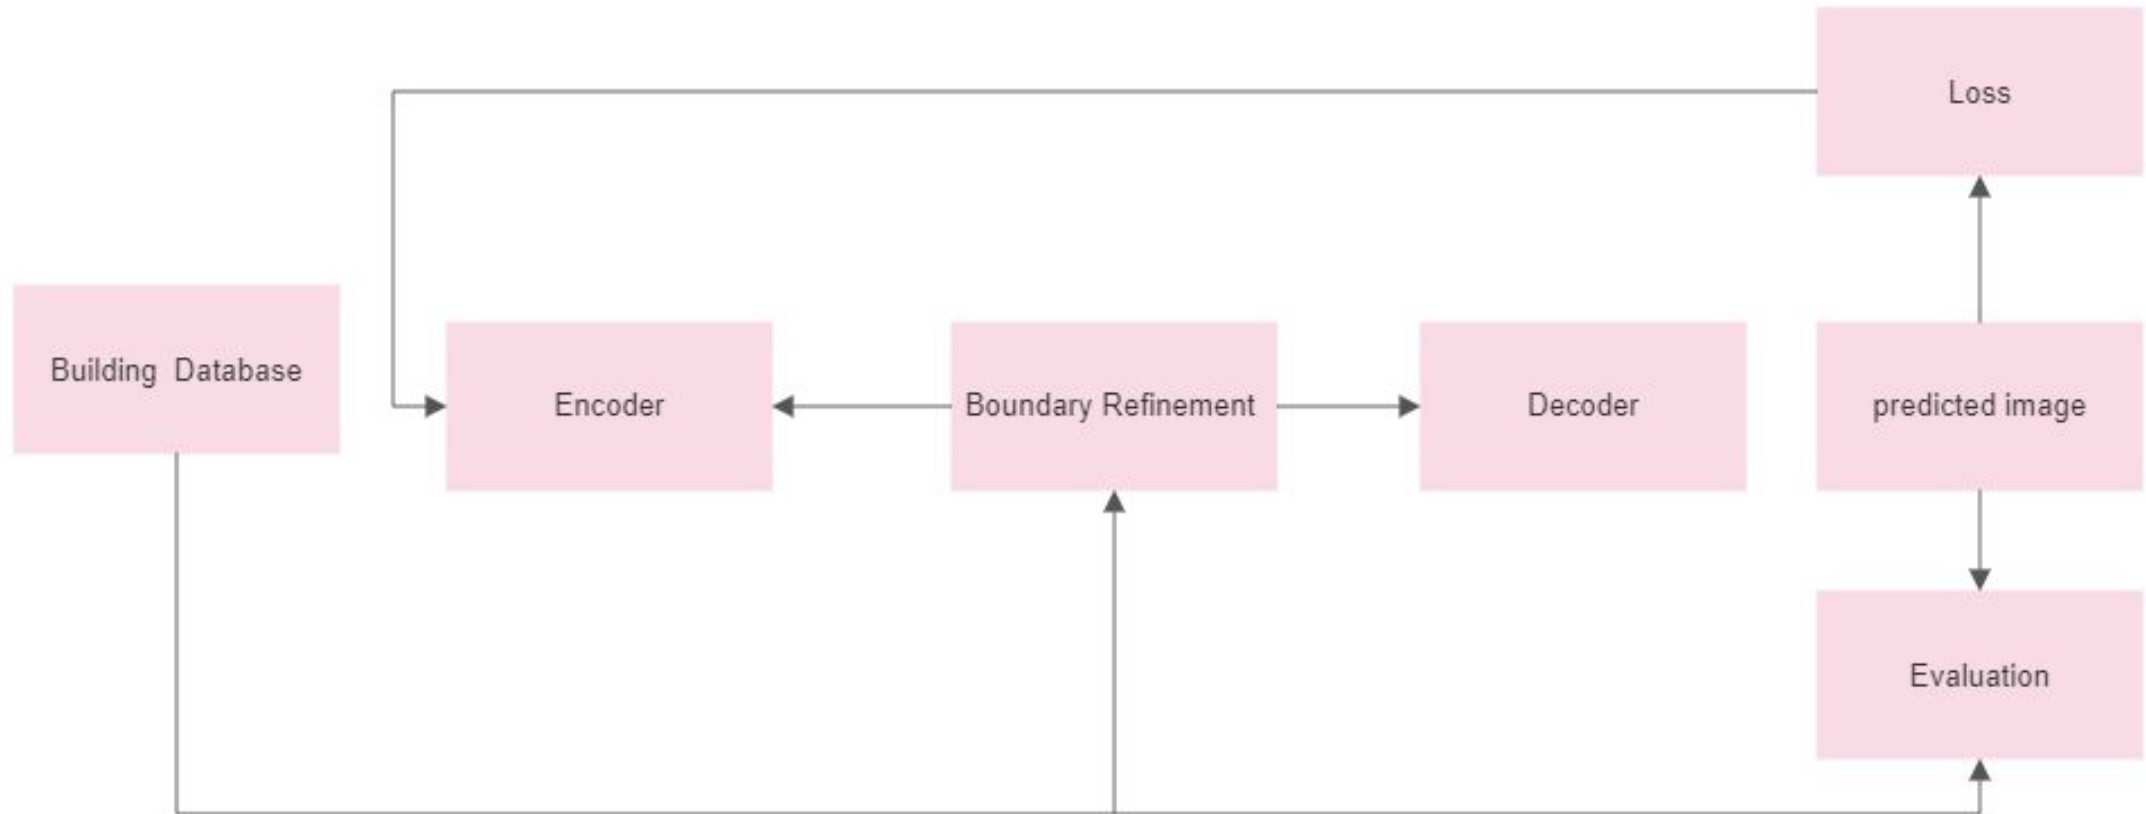 Loss
Building  Database
Encoder
Boundary Refinement
Decoder
predicted image
Evaluation